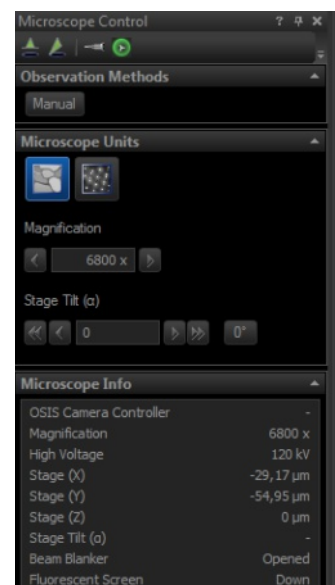 Microscope Control
Observation Methods
Manual
Microscope Units
Magnification
6800 x
Stage Tilt (α)
0
0°
Microscope Info
OSIS Camera Controller -
Magnification 6800 x
High Voltage 120 kV
Stage (X) -29,17 µm
Stage (Y) -54,95 µm
Stage (Z) 0 µm
Stage Tilt (α) -
Beam Blanker Opened
Fluorescent Screen Down